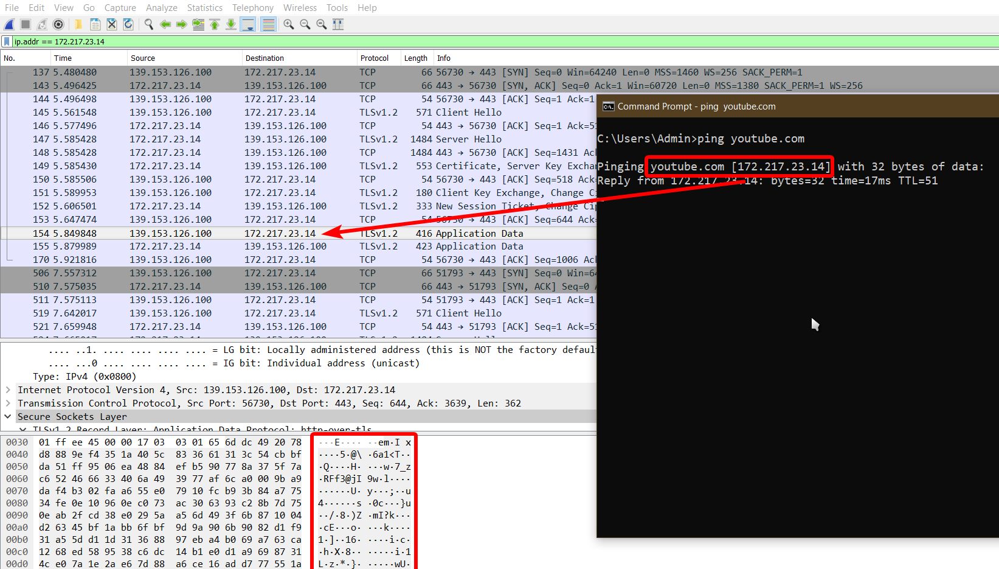 File Edit View Go Capture Analyze Statistics Telephony Wireless Tools Help
ip.addr == 172.217.23.14
No. Time Source Destination Protocol Length Info
137 5.480480 139.153.126.100 172.217.23.14 TCP 66 56730 → 443 [SYN] Seq=0 Win=64240 Len=0 MSS=1460 WS=256 SACK_PERM=1
143 5.496425 172.217.23.14 139.153.126.100 TCP 66 443 → 56730 [SYN, ACK] Seq=0 Ack=1 Win=60720 Len=0 MSS=1380 SACK_PERM=1 WS=256
144 5.496498 139.153.126.100 172.217.23.14 TCP 54 56730 → 443 [ACK] Seq=1 Ack=1
145 5.561548 139.153.126.100 172.217.23.14 TLSv1.2 571 Client Hello
146 5.577496 172.217.23.14 139.153.126.100 TCP 54 443 → 56730 [ACK] Seq=1 Ack=51
147 5.585428 172.217.23.14 139.153.126.100 TLSv1.2 1484 Server Hello
148 5.585428 172.217.23.14 139.153.126.100 TCP 1484 443 → 56730 [ACK] Seq=1431 Ac
149 5.585430 172.217.23.14 139.153.126.100 TLSv1.2 553 Certificate, Server Key Excha
150 5.585506 139.153.126.100 172.217.23.14 TCP 54 56730 → 443 [ACK] Seq=518 Ack=
151 5.589953 139.153.126.100 172.217.23.14 TLSv1.2 180 Client Key Exchange, Change C
152 5.606501 172.217.23.14 139.153.126.100 TLSv1.2 333 New Session Ticket, Change Cip
153 5.647474 139.153.126.100 172.217.23.14 TCP 54 56730 → 443 [ACK] Seq=644 Ack=
154 5.849848 139.153.126.100 172.217.23.14 TLSv1.2 416 Application Data
155 5.879989 172.217.23.14 139.153.126.100 TLSv1.2 423 Application Data
170 5.921816 139.153.126.100 172.217.23.14 TCP 54 56730 → 443 [ACK] Seq=1006 Ac
506 7.557312 139.153.126.100 172.217.23.14 TCP 66 51793 → 443 [SYN] Seq=0 Win=64
510 7.575035 172.217.23.14 139.153.126.100 TCP 66 443 → 51793 [SYN, ACK] Seq=0
511 7.575113 139.153.126.100 172.217.23.14 TCP 54 51793 → 443 [ACK] Seq=1 Ack=1
519 7.642017 139.153.126.100 172.217.23.14 TLSv1.2 571 Client Hello
521 7.659948 172.217.23.14 139.153.126.100 TCP 54 443 → 51793 [ACK] Seq=1 Ack=51
.... ..1. .... .... .... .... = LG bit: Locally administered address (this is NOT the factory defaul
.... ...0 .... .... .... .... = IG bit: Individual address (unicast)
Type: IPv4 (0x0800)
Internet Protocol Version 4, Src: 139.153.126.100, Dst: 172.217.23.14
Transmission Control Protocol, Src Port: 56730, Dst Port: 443, Seq: 644, Ack: 3639, Len: 362
Secure Sockets Layer
TLSv1.2 Record Layer: Application Data Protocol: http-over-tls
0030 01 ff ee 45 00 00 17 03 03 01 65 6d dc 49 20 78 ···E···· ··em·I x
0040 d8 88 9e f4 35 1a 40 5c 83 36 61 31 3c 54 cb bf ····5·@\ ·6a1<T··
0050 da 51 ff 95 06 ea 48 84 ef b5 90 77 8a 37 5f 7a ·Q····H· ···w·7_z
0060 c6 52 46 66 33 40 6a 49 39 77 af 6c a0 00 9b a9 ·RFf3@jI 9w·l····
0070 da f4 b3 02 fa a6 55 e0 79 10 fc b9 3b 84 a7 75 ······U· y···;··u
0080 34 fe 0e 10 96 0e c0 73 ac 30 63 93 c2 8b 7d 75 4······s ·0c···}u
0090 0e ab 2f cd 38 e0 29 5a a5 6d 49 3f 6b 87 10 04 ··/·8·)Z ·mI?k···
00a0 d2 63 45 bf 1a bb 6f bf 9d 9a 90 6b 90 82 d1 f9 ·cE···o· ···k····
00b0 31 a5 5d d1 1d 31 36 88 97 eb a4 b0 69 a7 63 ca 1·]··16· ····i·c·
00c0 12 68 ed 58 95 38 c6 dc 14 b1 e0 d1 a9 69 87 31 ·h·X·8·· ·····i·1
00d0 4c e0 7a 1e 2a e6 7d 88 a6 ce 16 ad d7 77 55 1a L·z·*·}· ·····wU·
Command Prompt - ping youtube.com
C:\Users\Admin>ping youtube.com
Pinging youtube.com [172.217.23.14] with 32 bytes of data:
Reply from 172.217.23.14: bytes=32 time=17ms TTL=51